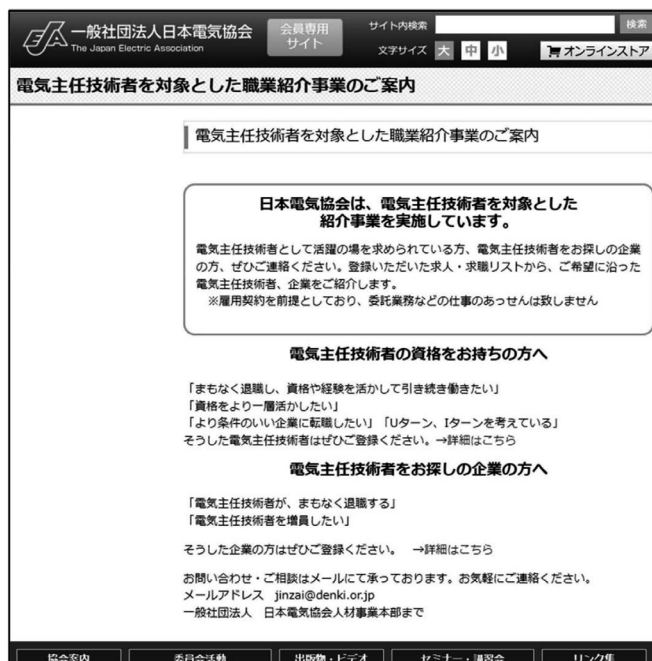 一般社団法人日本電気協会
The Japan Electric Association
会員専用
サイト
サイト内検索
検索
文字サイズ 大 中 小
オンラインストア
電気主任技術者を対象とした職業紹介事業のご案内
電気主任技術者を対象とした職業紹介事業のご案内
日本電気協会は、電気主任技術者を対象とした
紹介事業を実施しています。
電気主任技術者として活躍の場を求められている方、電気主任技術者をお探しの企業
の方、ぜひご連絡ください。登録いただいた求人・求職リストから、ご希望に沿った
電気主任技術者、企業をご紹介します。
※雇用契約を前提としており、委託業務などの仕事のあっせんは致しません
電気主任技術者の資格をお持ちの方へ
「まもなく退職し、資格や経験を活かして引き続き働きたい」
「資格をより一層活かしたい」
「より条件のいい企業に転職したい」「Uターン、Iターンを考えている」
そうした電気主任技術者はぜひご登録ください。→詳細はこちら
電気主任技術者をお探しの企業の方へ
「電気主任技術者が、まもなく退職する」
「電気主任技術者を増員したい」
そうした企業の方はぜひご登録ください。 →詳細はこちら
お問い合わせ・ご相談はメールにて承っております。お気軽にご連絡ください。
メールアドレス jinzai@denki.or.jp
一般社団法人 日本電気協会人材事業本部まで
協会案内 委員会活動 出版物・ビデオ セミナー・講習会 リンク集